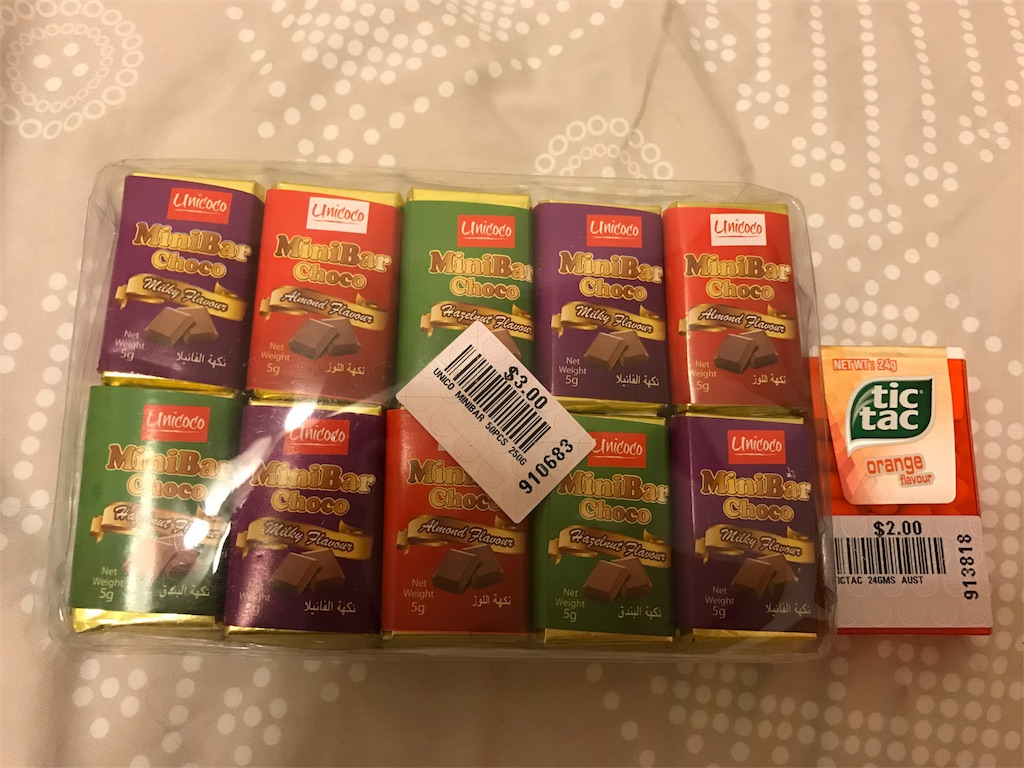 Unicoco
MiniBar
Choco
Milky Flavour
Net
Weight
5g
نكهة الفانيلا
Unicoco
MiniBar
Choco
Almond Flavour
Net
Weight
5g
نكهة اللوز
Unicoco
MiniBar
Choco
Hazelnut Flavour
Unicoco
MiniBar
Choco
Milky Flavour
Net
Weight
5g
نكهة الفانيلا
Unicoco
MiniBar
Choco
Almond Flavour
Net
Weight
5g
نكهة اللوز
$3.00
UNICO MINIBAR 50PCS 250G
910683
Unicoco
MiniBar
Choco
Hazelnut Flavour
Net
Weight
5g
نكهة البندق
Unicoco
MiniBar
Choco
Milky Flavour
Net
Weight
5g
نكهة الفانيلا
MiniBar
Choco
Almond Flavour
Net
Weight
5g
نكهة اللوز
Unicoco
MiniBar
Choco
Hazelnut Flavour
Net
Weight
5g
نكهة البندق
Unicoco
MiniBar
Choco
Milky Flavour
Net
Weight
5g
نكهة الفانيلا
NET WT: 24g
tic
tac
orange
flavour
$2.00
TICTAC 24GMS AUST
913818